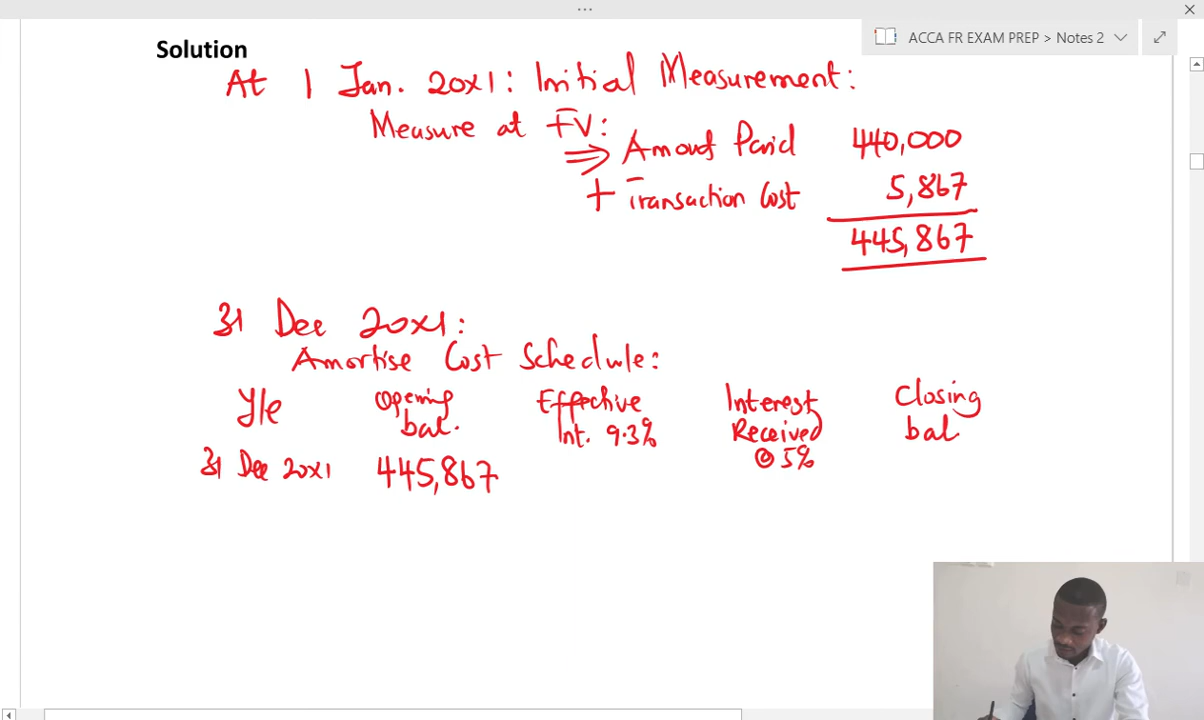 ACCA FR EXAM PREP > Notes 2
Solution
At 1 Jan. 20x1: Initial Measurement:
Measure at FV:
⇒ Amount Paid 440,000
+ Transaction Cost 5,867
445,867
31 Dec 20x1:
Amortise Cost Schedule:
Y/e Opening bal. Effective Int. 9.3% Interest Received @ 5% Closing bal
31 Dec 20x1 445,867